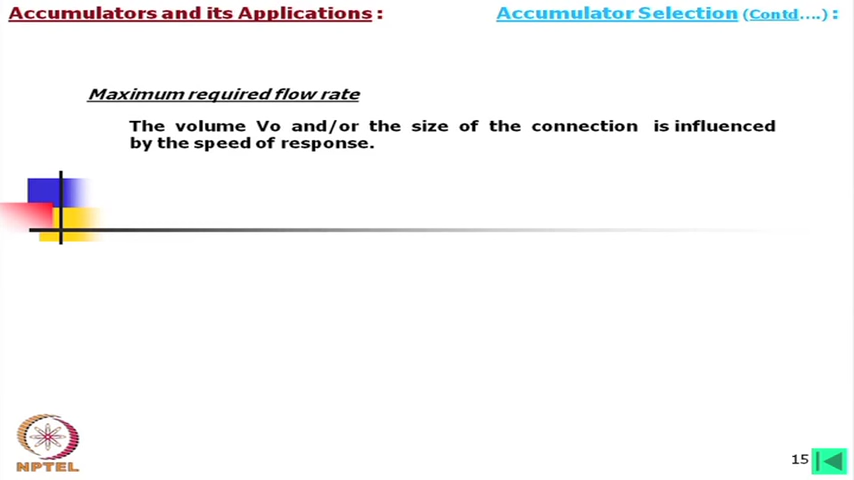 Accumulators and its Applications :
Accumulator Selection (Contd....) :
Maximum required flow rate
The volume Vo and/or the size of the connection is influenced
by the speed of response.
NPTEL
15